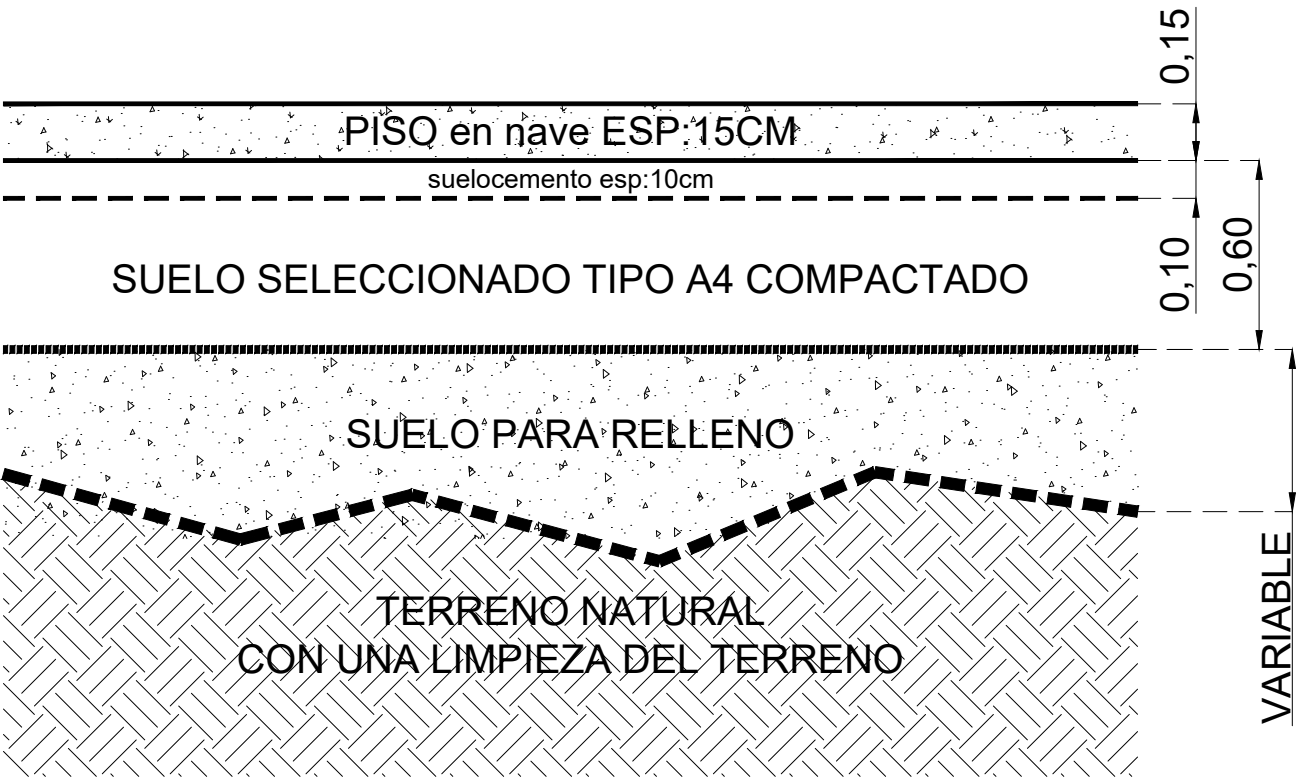 0,15
PISO en nave ESP:15CM
suelocemento esp:10cm
SUELO SELECCIONADO TIPO A4 COMPACTADO
0,10
0,60
SUELO PARA RELLENO
TERRENO NATURAL
CON UNA LIMPIEZA DEL TERRENO
VARIABLE